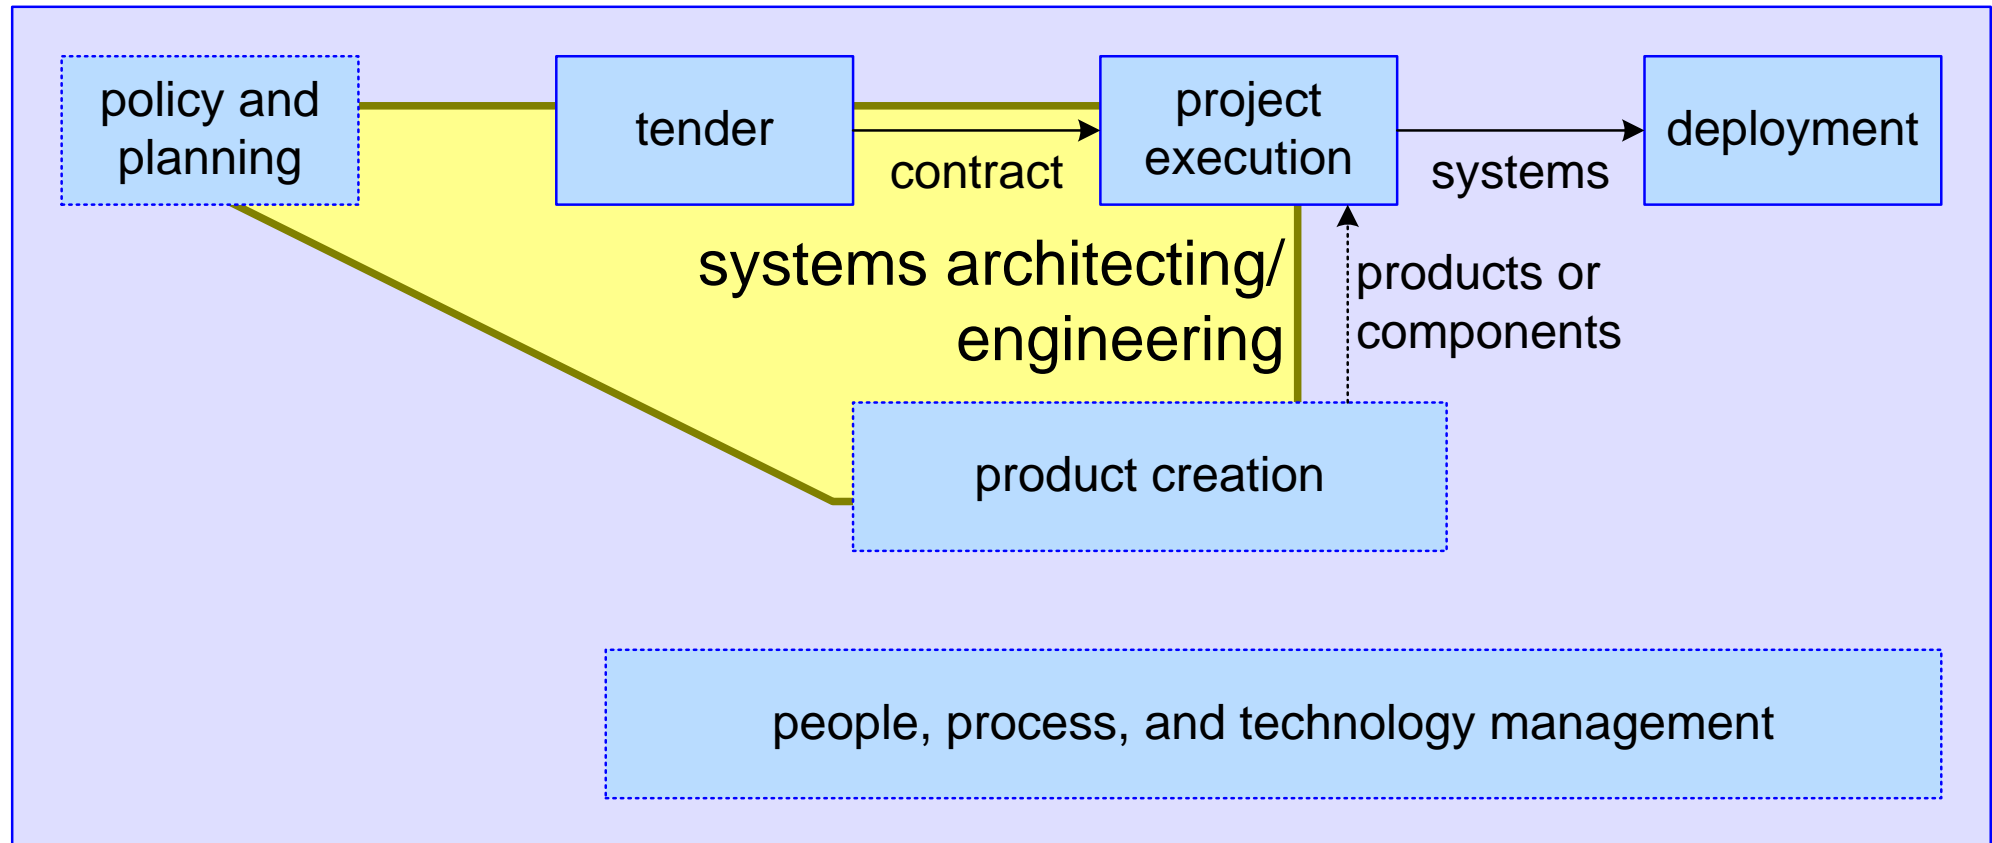 policy and
planning
tender
contract
project
execution
systems
deployment
systems architecting/
engineering
products or
components
product creation
people, process, and technology management